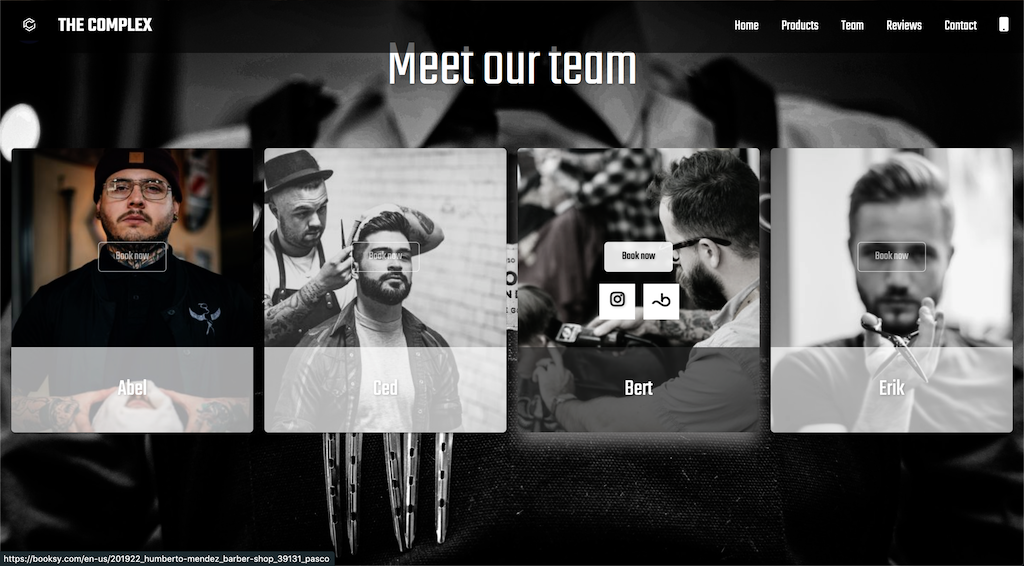 THE COMPLEX
Home Products Team Reviews Contact
Meet our team
Book now
Book now
Book now
Book now
Abel
Ced
Bert
Erik
https://booksy.com/en-us/201922_humberto-mendez_barber-shop_39131_pasco